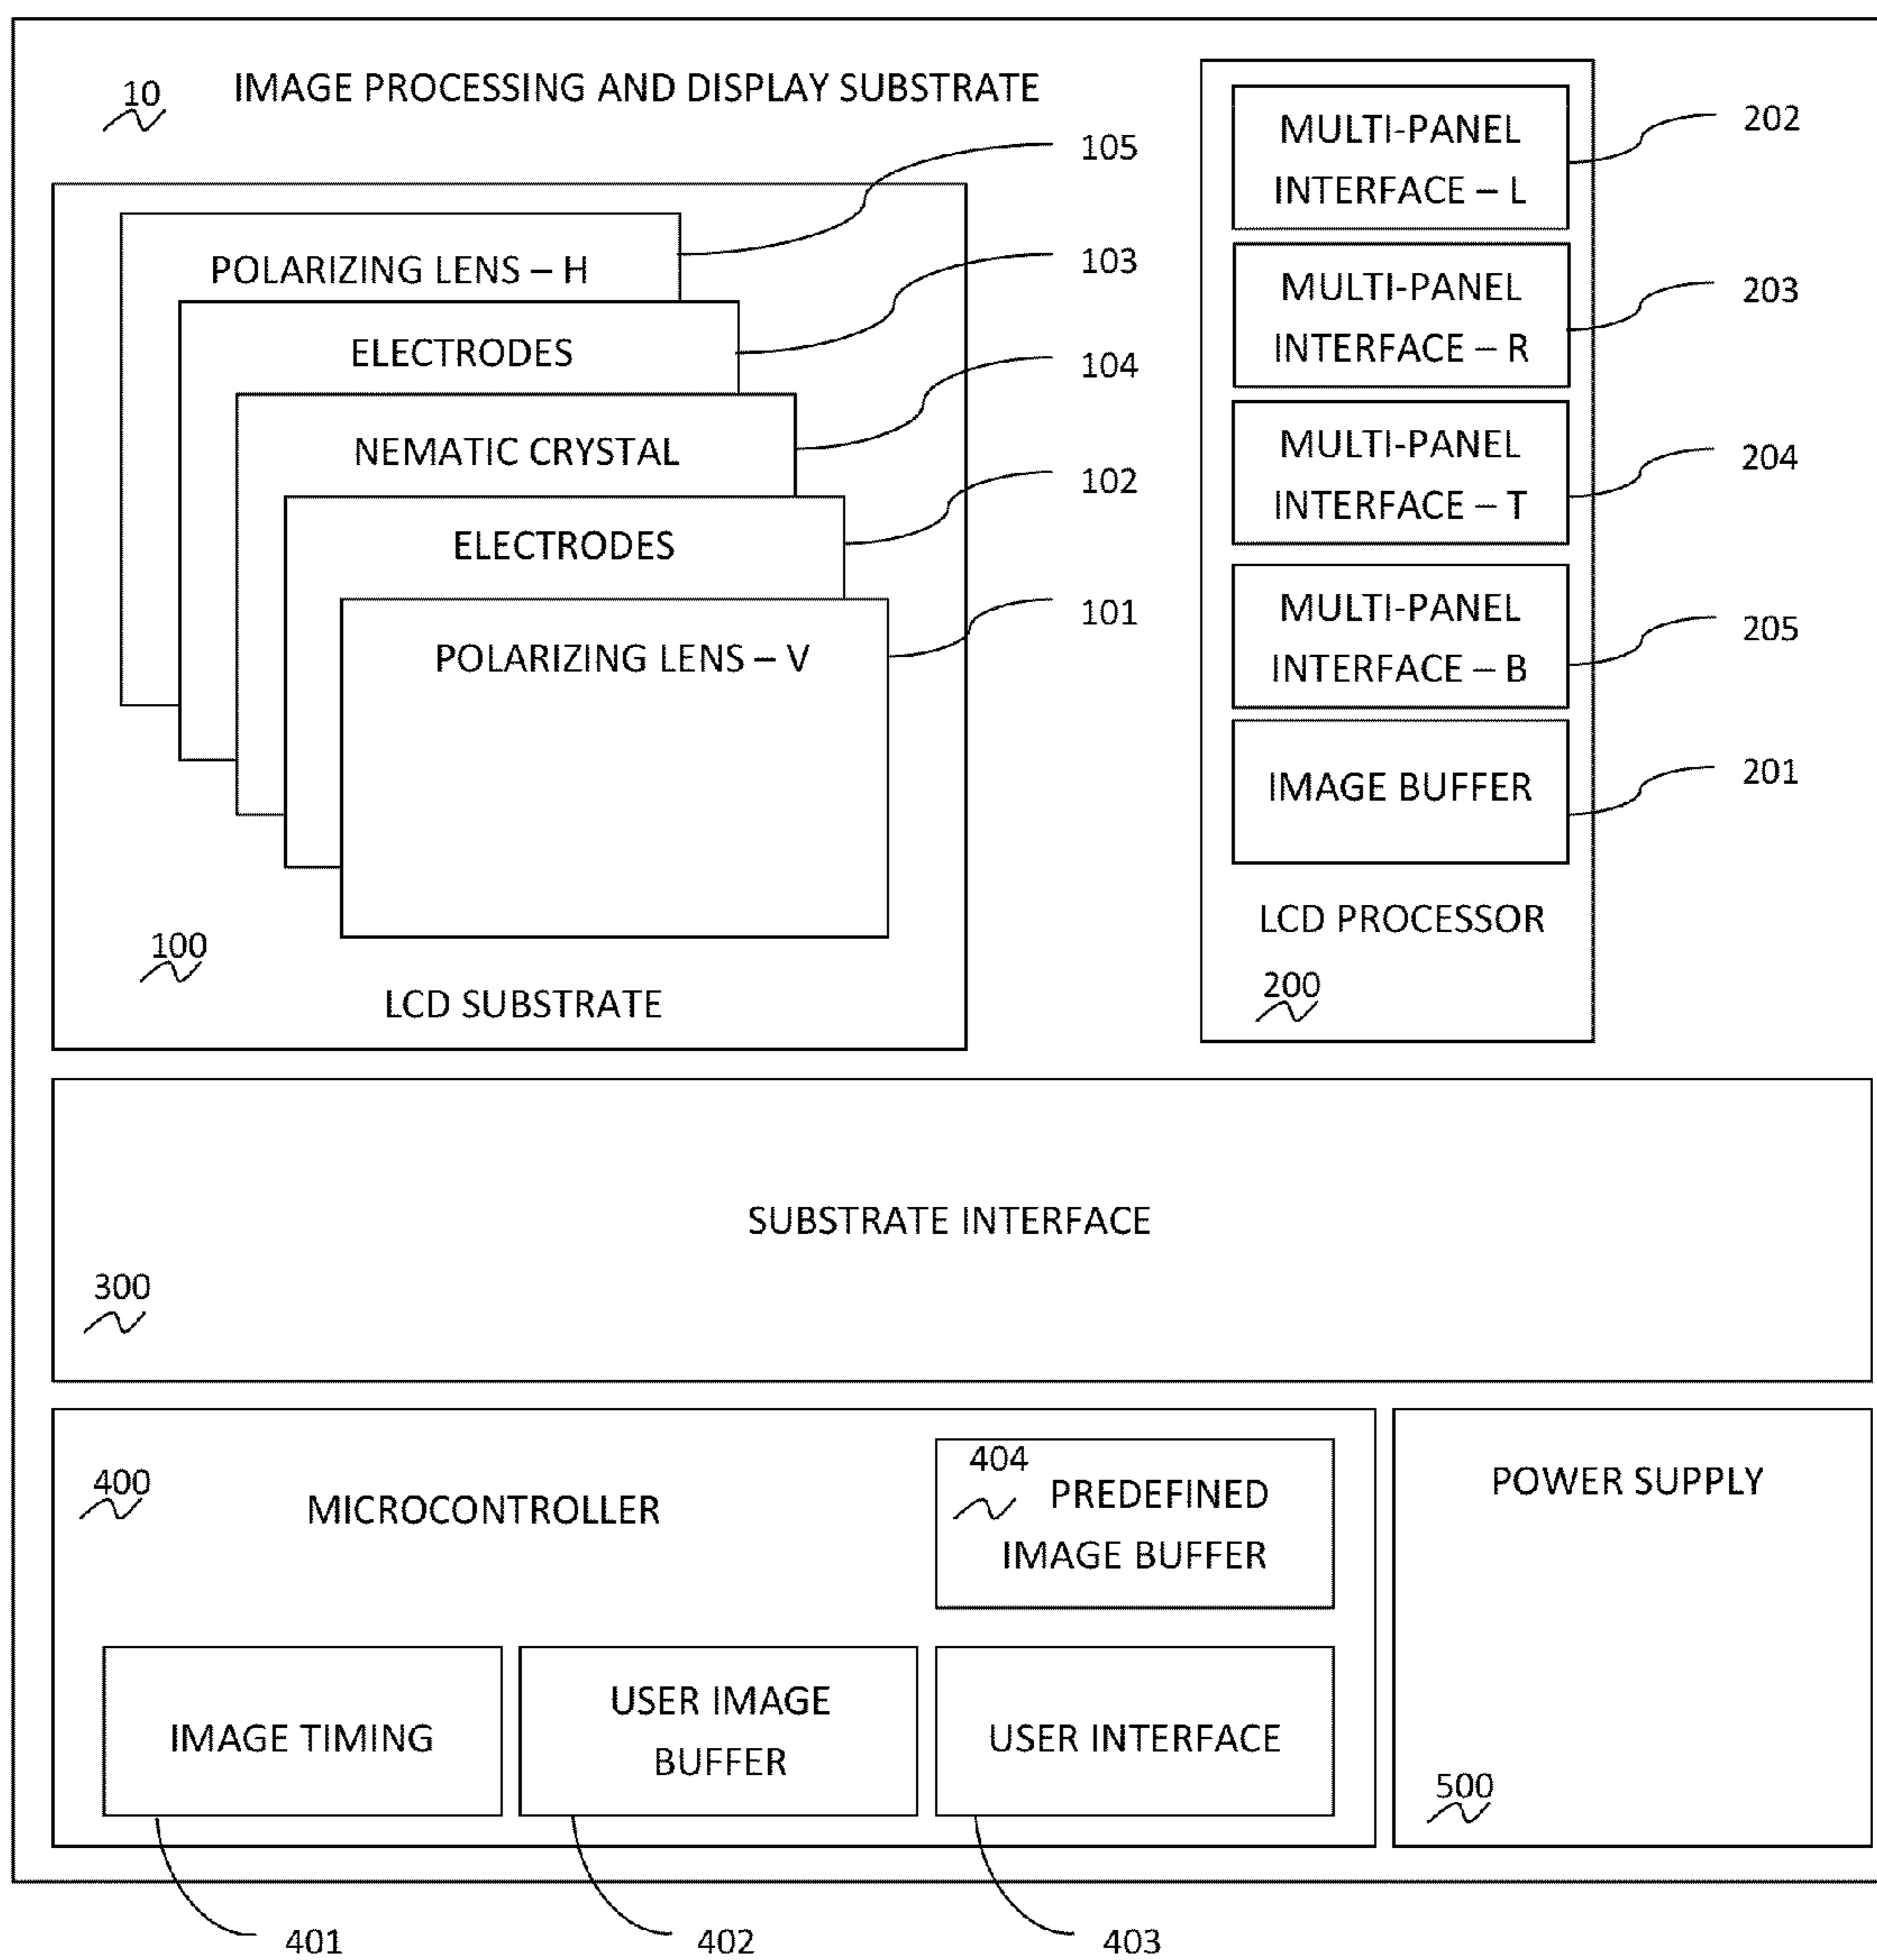 10
IMAGE PROCESSING AND DISPLAY SUBSTRATE
105
POLARIZING LENS – H
103
ELECTRODES
104
NEMATIC CRYSTAL
102
ELECTRODES
101
POLARIZING LENS – V
100
LCD SUBSTRATE
MULTI-PANEL
INTERFACE – L
202
MULTI-PANEL
INTERFACE – R
203
MULTI-PANEL
INTERFACE – T
204
MULTI-PANEL
INTERFACE – B
205
IMAGE BUFFER
201
LCD PROCESSOR
200
SUBSTRATE INTERFACE
300
400
MICROCONTROLLER
404
PREDEFINED
IMAGE BUFFER
IMAGE TIMING
USER IMAGE
BUFFER
USER INTERFACE
POWER SUPPLY
500
401
402
403